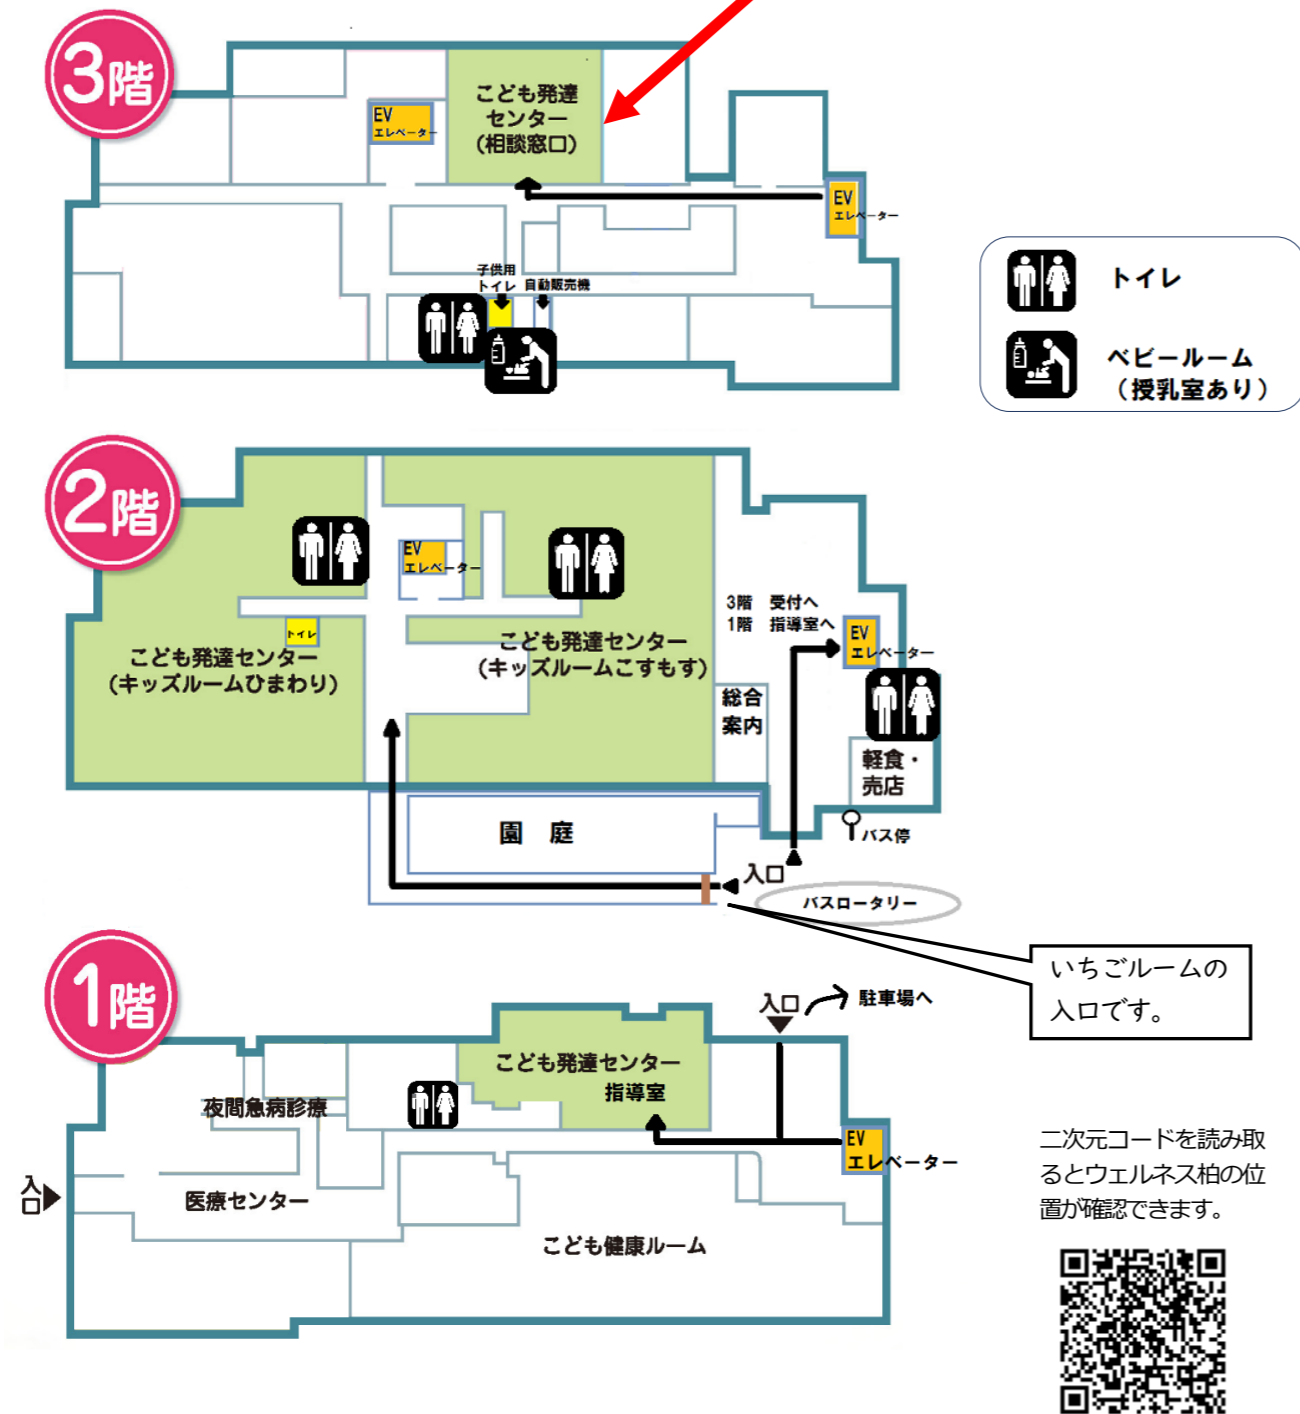 3階
こども発達
センター
(相談窓口)
EV
エレベーター
EV
エレベーター
子供用
トイレ
自動販売機
トイレ
ベビールーム
(授乳室あり)
2階
EV
エレベーター
トイレ
こども発達センター
(キッズルームひまわり)
こども発達センター
(キッズルームこすもす)
3階 受付へ
1階 指導室へ
EV
エレベーター
総合
案内
軽食・
売店
バス停
園 庭
入口
バスロータリー
いちごルームの
入口です。
1階
入口
駐車場へ
こども発達センター
指導室
夜間急病診療
EV
エレベーター
入口
医療センター
こども健康ルーム
二次元コードを読み取
るとウェルネス柏の位
置が確認できます。